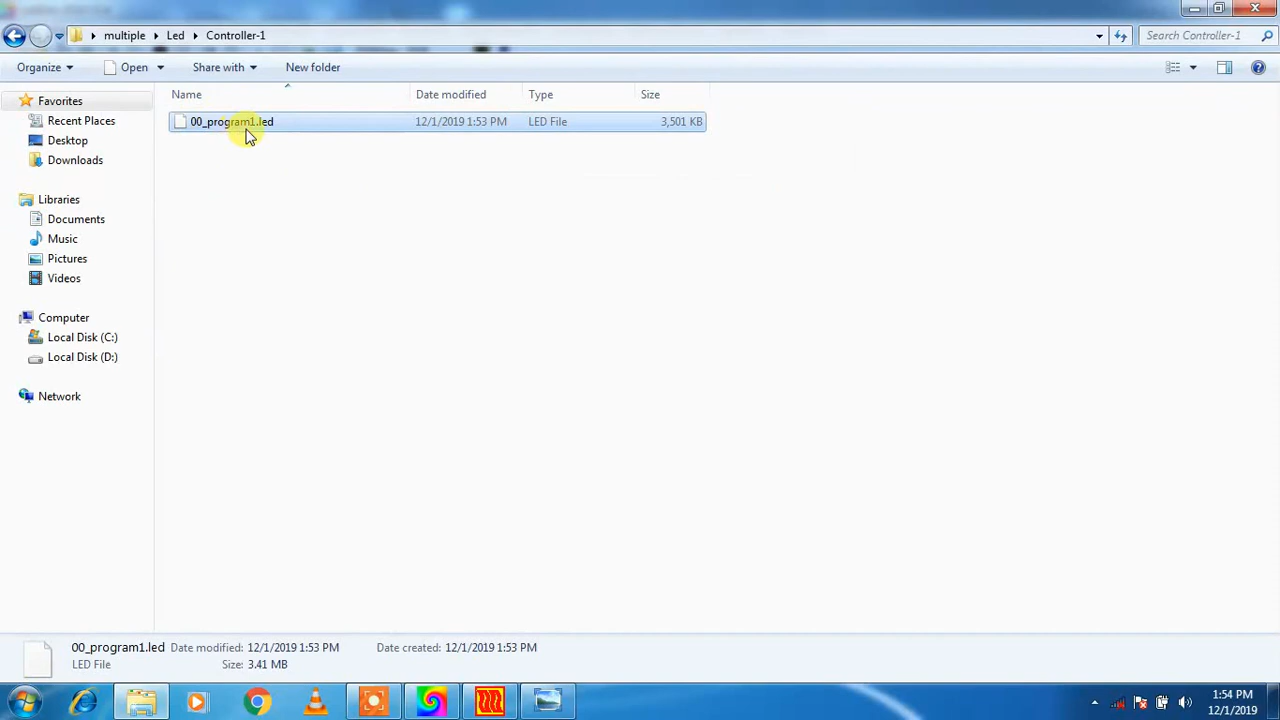 multiple Led Controller-1
Search Controller-1
Organize Open Share with New folder
Name Date modified Type Size
Favorites
00_program1.led 12/1/2019 1:53 PM LED File 3,501 KB
Recent Places
Desktop
Downloads
Libraries
Documents
Music
Pictures
Videos
Computer
Local Disk (C:)
Local Disk (D:)
Network
00_program1.led Date modified: 12/1/2019 1:53 PM Date created: 12/1/2019 1:53 PM
LED File Size: 3.41 MB
1:54 PM
12/1/2019